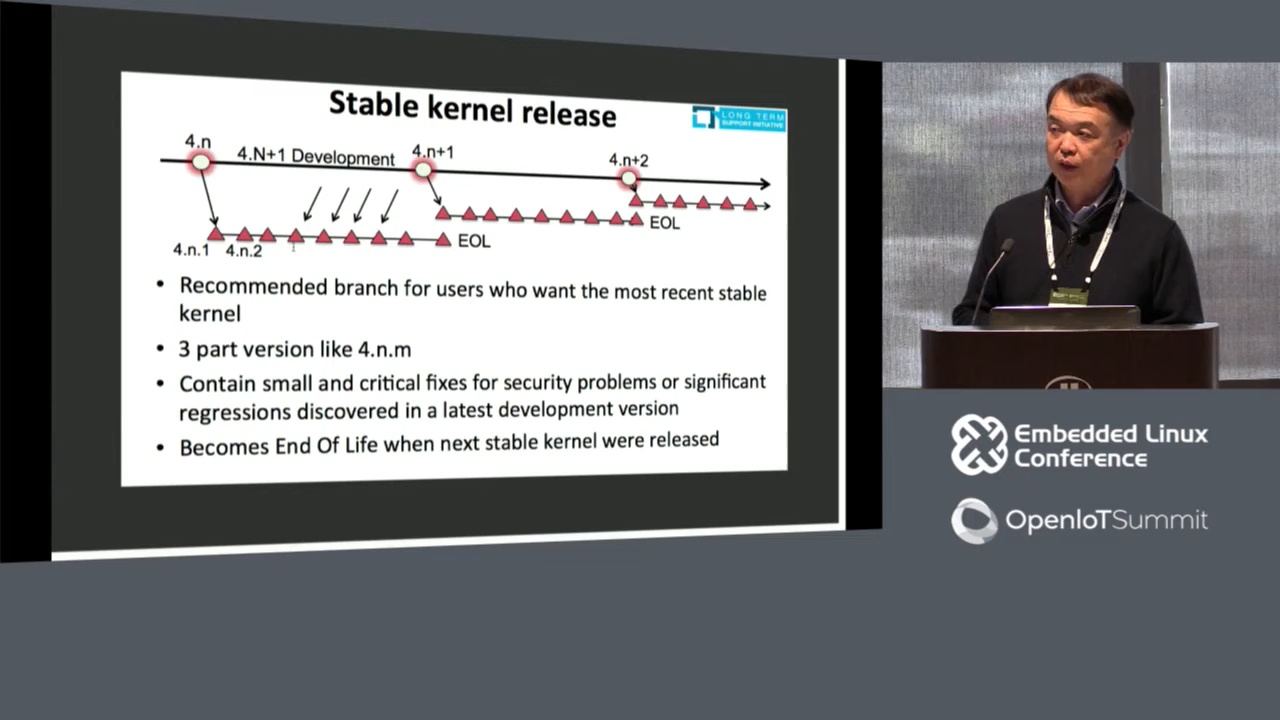 Stable kernel release
LONG TERM
SUPPORT INITIATIVE
4.n
4.N+1 Development
4.n+1
4.n+2
EOL
EOL
4.n.1
4.n.2
• Recommended branch for users who want the most recent stable
kernel
• 3 part version like 4.n.m
• Contain small and critical fixes for security problems or significant
regressions discovered in a latest development version
• Becomes End Of Life when next stable kernel were released
Embedded Linux
Conference
OpenIoTSummit